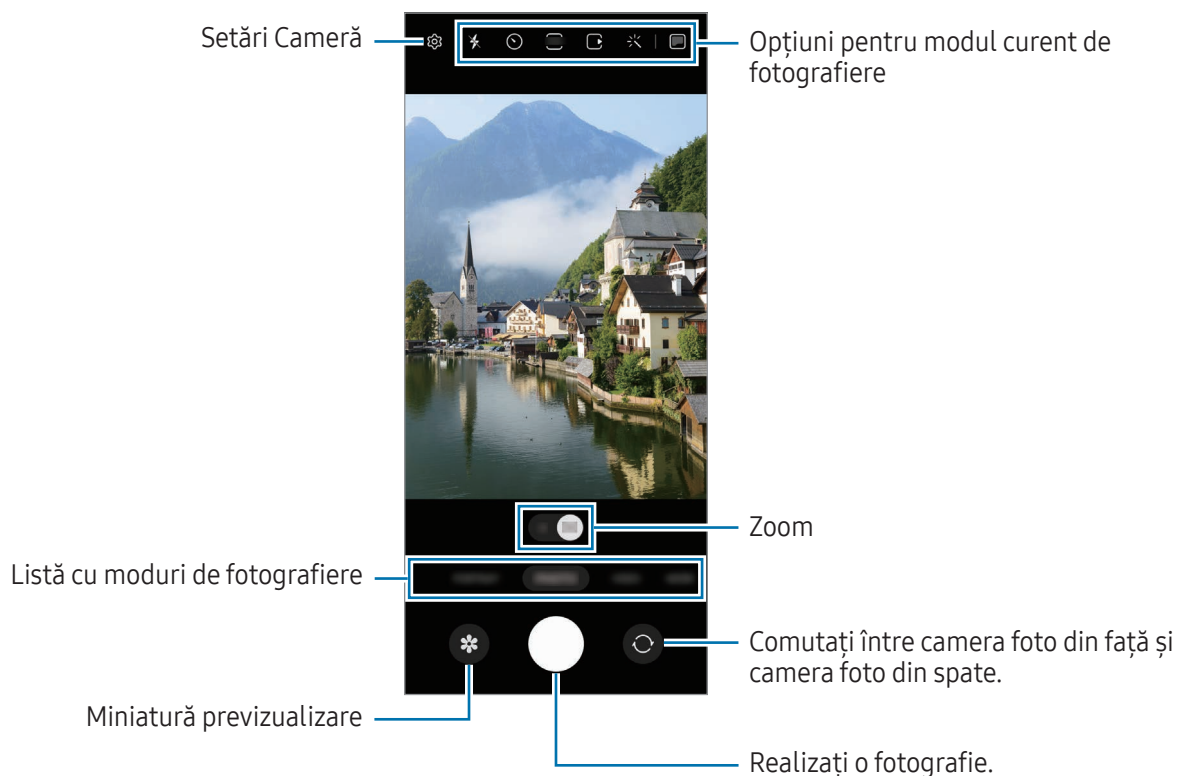 Setări Cameră
Opțiuni pentru modul curent de
fotografiere
Zoom
Listă cu moduri de fotografiere
Comutați între camera foto din față și
camera foto din spate.
Miniatură previzualizare
Realizați o fotografie.